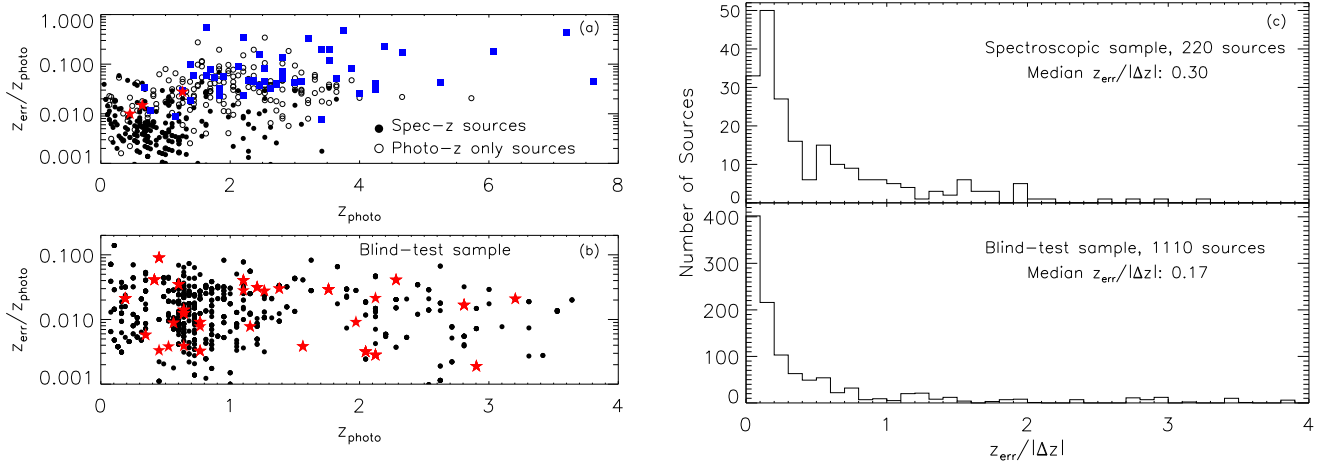 (a)
1.000
0.100
0.010
0.001
z_err/z_photo
Spec-z sources
Photo-z only sources
0 2 4 6 8
z_photo
Blind-test sample (b)
0.100
0.010
0.001
z_err/z_photo
0 1 2 3 4
z_photo
(c)
50
40
30
20
10
0
Spectroscopic sample, 220 sources
Median z_err/|Δz|: 0.30
Number of Sources
400
300
200
100
0
Blind-test sample, 1110 sources
Median z_err/|Δz|: 0.17
0 1 2 3 4
z_err/|Δz|